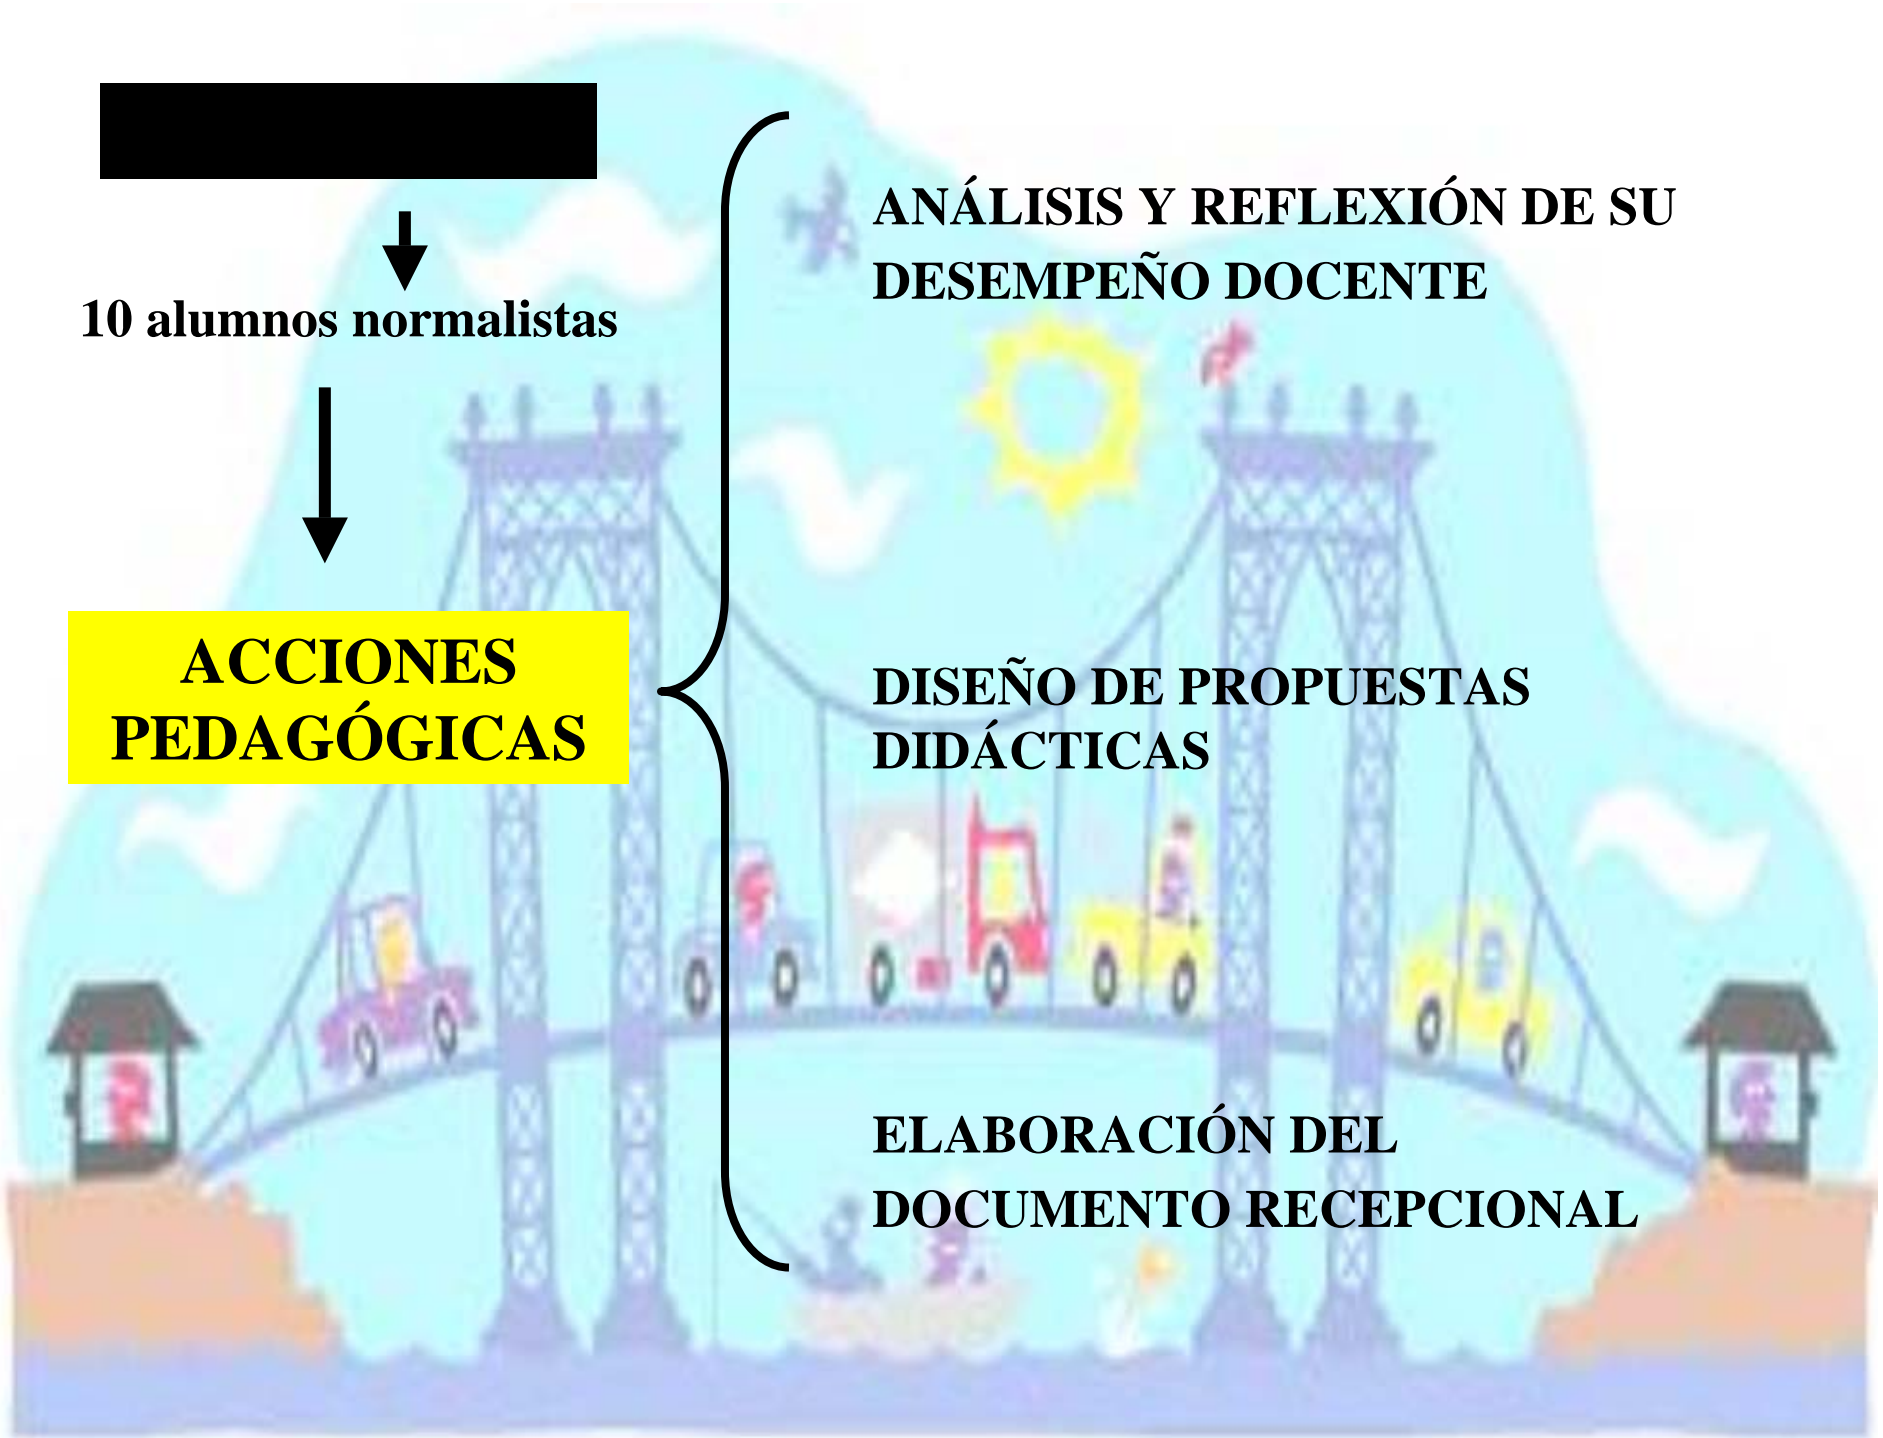 10 alumnos normalistas
ACCIONES
PEDAGÓGICAS
ANÁLISIS Y REFLEXIÓN DE SU
DESEMPEÑO DOCENTE
DISEÑO DE PROPUESTAS
DIDÁCTICAS
ELABORACIÓN DEL
DOCUMENTO RECEPCIONAL